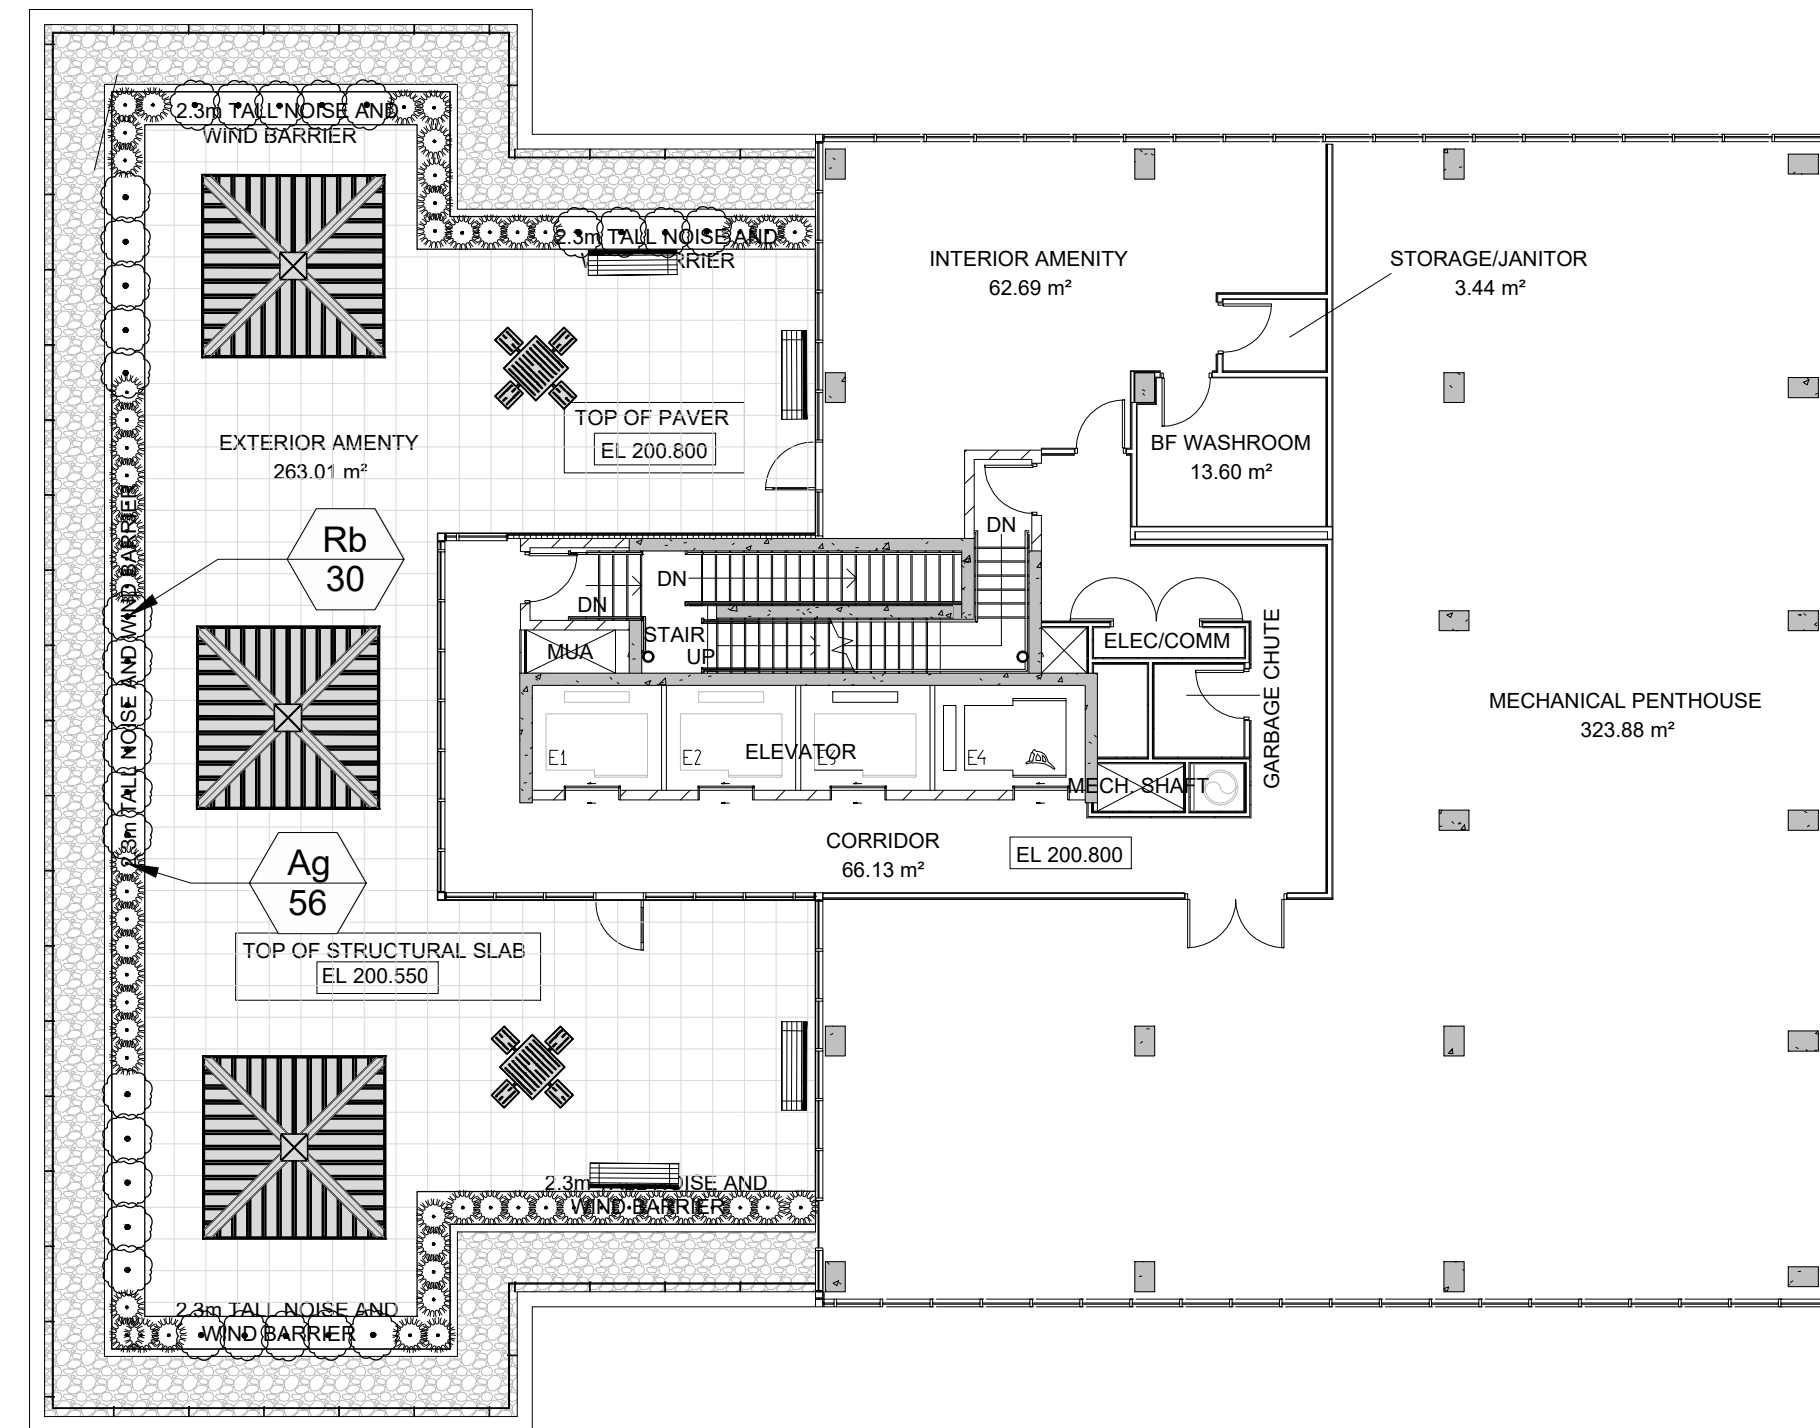 2.3m TALL NOISE AND
WIND BARRIER
2.3m TALL NOISE AND
INTERIOR AMENITY
62.69 m²
STORAGE/JANITOR
3.44 m²
TOP OF PAVER
EL 200.800
EXTERIOR AMENTY
263.01 m²
BF WASHROOM
13.60 m²
DN
Rb
30
DN
DN
STAIR
UP
MUA
ELEC/COMM
GARBAGE CHUTE
2.3m TALL NOISE AND WIND BARRIER
MECHANICAL PENTHOUSE
323.88 m²
E1
E2
ELEVATOR
E3
E4
MECH. SHAFT
CORRIDOR
66.13 m²
EL 200.800
Ag
56
TOP OF STRUCTURAL SLAB
EL 200.550
2.3m TALL NOISE AND
WIND BARRIER
2.3m TALL NOISE AND
WIND BARRIER